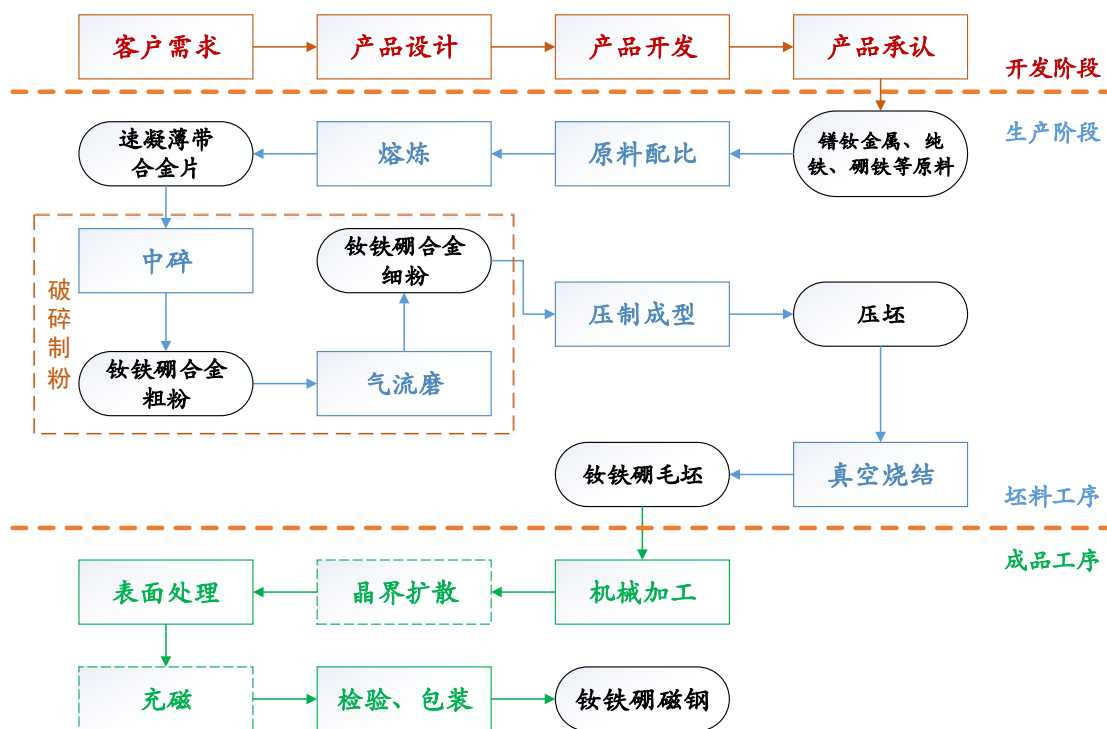 客户需求
产品设计
产品开发
产品承认
开发阶段
生产阶段
镨钕金属、纯
铁、硼铁等原料
原料配比
熔炼
速凝薄带
合金片
破碎制粉
中碎
钕铁硼合金
粗粉
气流磨
钕铁硼合金
细粉
压制成型
压坯
真空烧结
钕铁硼毛坯
坯料工序
成品工序
机械加工
晶界扩散
表面处理
充磁
检验、包装
钕铁硼磁钢